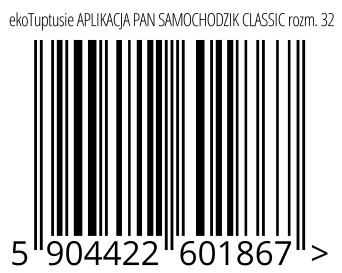 ekoTuptusie APLIKACJA PAN SAMOCHODZIK CLASSIC rozm. 32
5 904422 601867 >